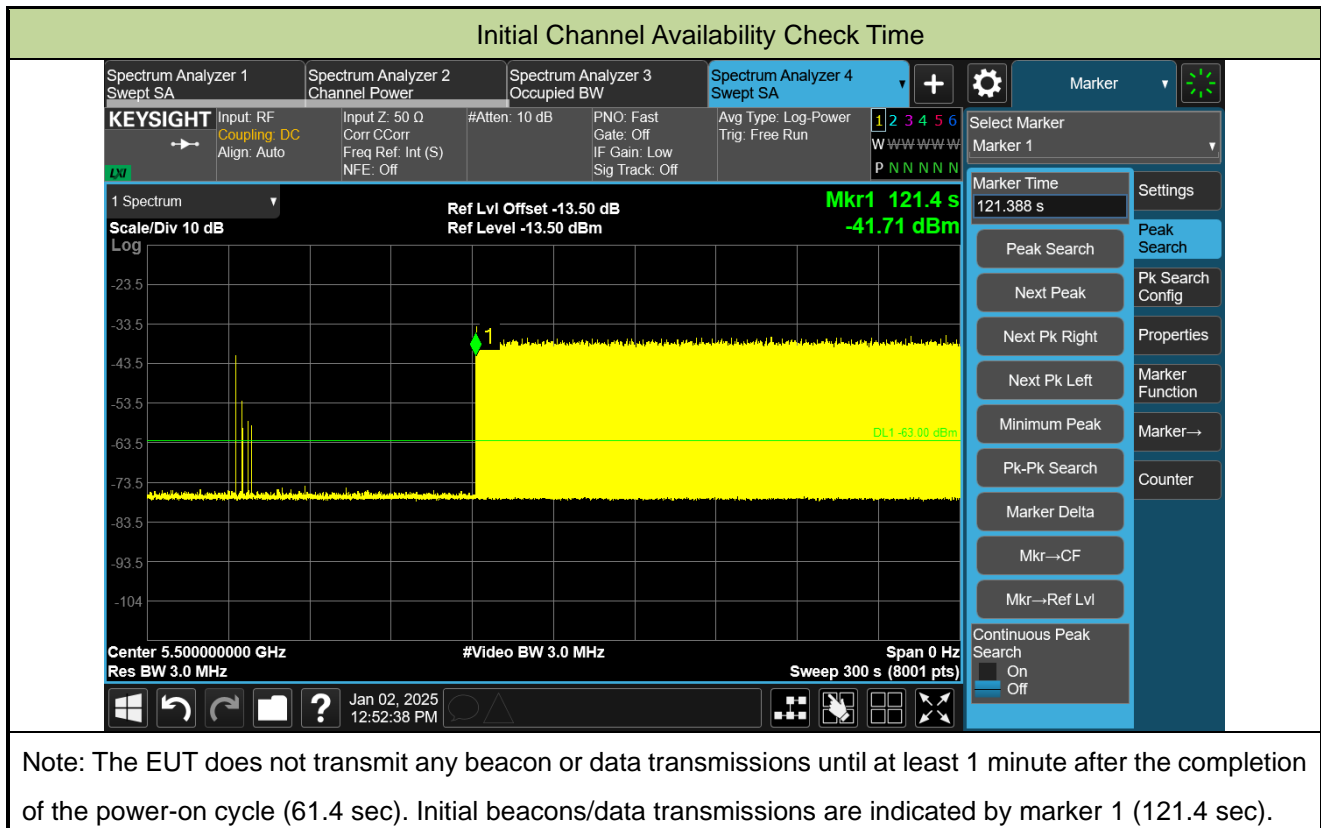 Initial Channel Availability Check Time
Spectrum Analyzer 1
Swept SA
Spectrum Analyzer 2
Channel Power
Spectrum Analyzer 3
Occupied BW
Spectrum Analyzer 4
Swept SA
+
Marker
KEYSIGHT
LXI
Input: RF
Coupling: DC
Align: Auto
Input Z: 50 Ω
Corr CCorr
Freq Ref: Int (S)
NFE: Off
#Atten: 10 dB
PNO: Fast
Gate: Off
IF Gain: Low
Sig Track: Off
Avg Type: Log-Power
Trig: Free Run
1 2 3 4 5 6
W W W W W W
P N N N N N
Select Marker
Marker 1
1 Spectrum
Scale/Div 10 dB
Ref Lvl Offset -13.50 dB
Ref Level -13.50 dBm
Mkr1 121.4 s
-41.71 dBm
Log
-23.5
-33.5
-43.5
-53.5
-63.5
-73.5
-83.5
-93.5
-104
1
DL1 -63.00 dBm
Center 5.500000000 GHz
Res BW 3.0 MHz
#Video BW 3.0 MHz
Span 0 Hz
Sweep 300 s (8001 pts)
Marker Time
121.388 s
Peak Search
Next Peak
Next Pk Right
Next Pk Left
Minimum Peak
Pk-Pk Search
Marker Delta
Mkr→CF
Mkr→Ref Lvl
Continuous Peak
Search
On
Off
Settings
Peak
Search
Pk Search
Config
Properties
Marker
Function
Marker→
Counter
?
Jan 02, 2025
12:52:38 PM
Note: The EUT does not transmit any beacon or data transmissions until at least 1 minute after the completion
of the power-on cycle (61.4 sec). Initial beacons/data transmissions are indicated by marker 1 (121.4 sec).